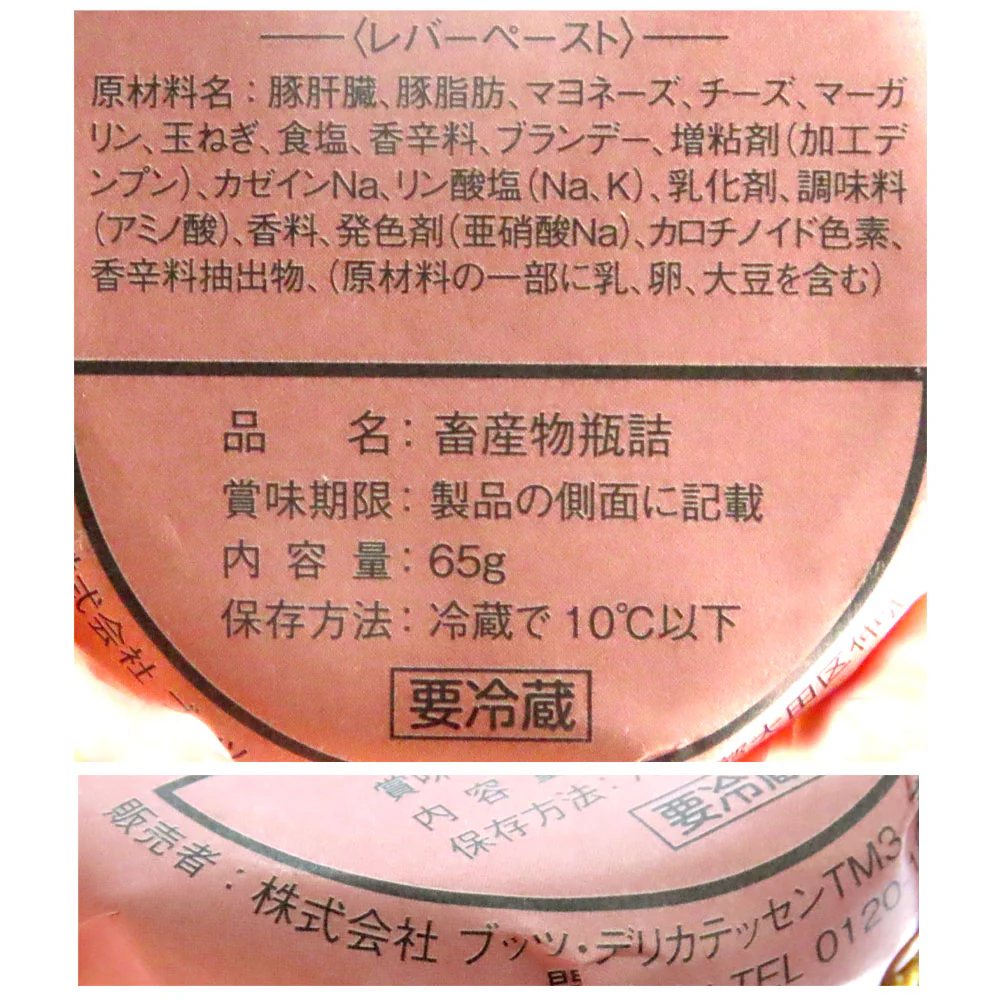 〈レバーペースト〉
原材料名：豚肝臓、豚脂肪、マヨネーズ、チーズ、マーガ
リン、玉ねぎ、食塩、香辛料、ブランデー、増粘剤（加工デ
ンプン）、カゼインNa、リン酸塩（Na、K）、乳化剤、調味料
（アミノ酸）、香料、発色剤（亜硝酸Na）、カロチノイド色素、
香辛料抽出物、（原材料の一部に乳、卵、大豆を含む）
品名：畜産物瓶詰
賞味期限：製品の側面に記載
内容量：65g
保存方法：冷蔵で10℃以下
要冷蔵
式会社
大田区仲
賞味
内容
保存方法：
要冷蔵
販売者：株式会社 ブッツ・デリカテッセンTM3
TEL 0120-